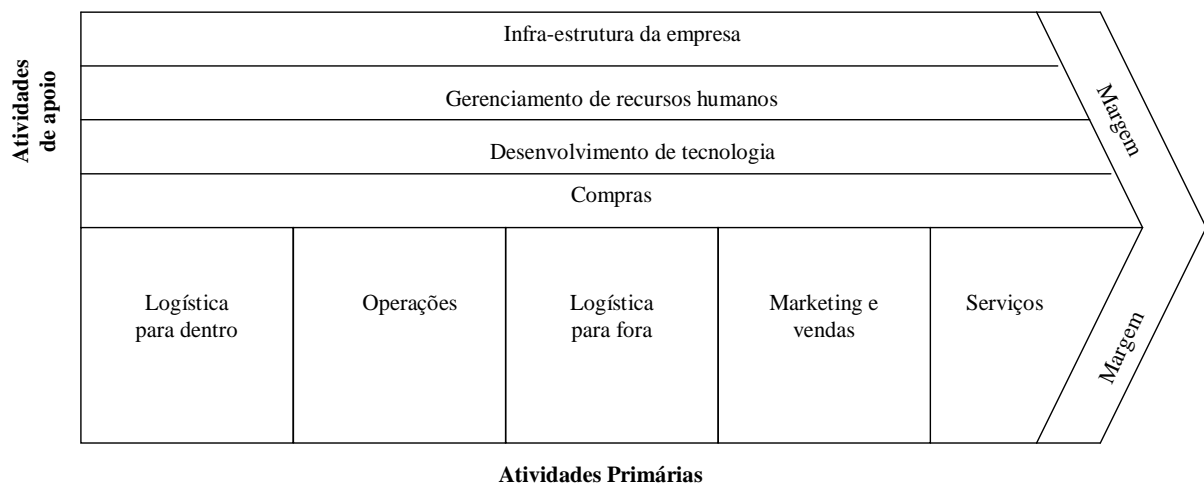 Atividades
de apoio
Infra-estrutura da empresa
Gerenciamento de recursos humanos
Desenvolvimento de tecnologia
Compras
Margem
Logística
para dentro
Operações
Logística
para fora
Marketing e
vendas
Serviços
Margem
Atividades Primárias